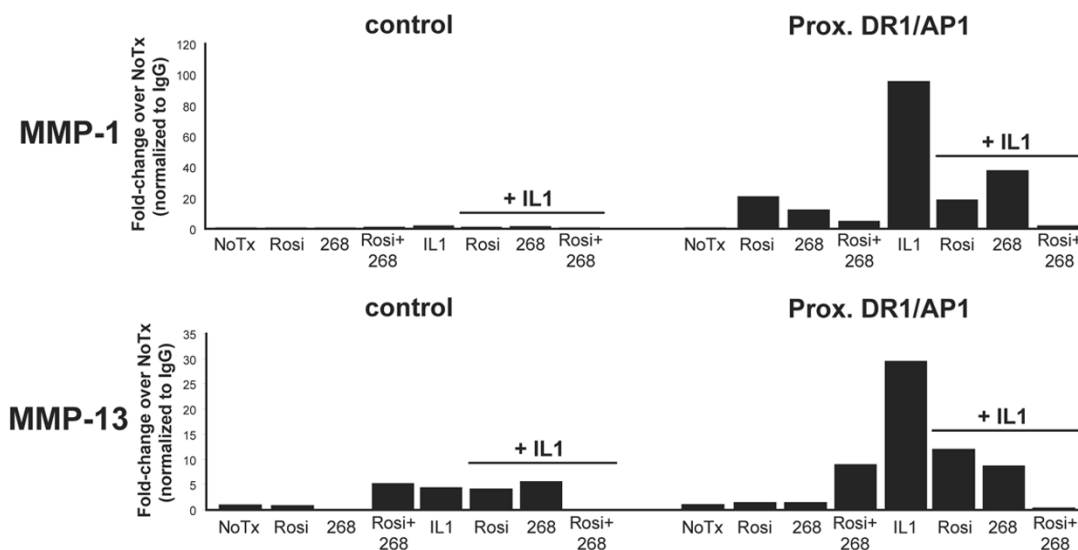 control
Prox. DR1/AP1
MMP-1
Fold-change over NoTx
(normalized to IgG)
120
100
80
60
40
20
0
+ IL1
+ IL1
NoTx Rosi 268 Rosi+ IL1 Rosi 268 Rosi+
268 268
NoTx Rosi 268 Rosi+ IL1 Rosi 268 Rosi+
268 268
control
Prox. DR1/AP1
MMP-13
Fold-change over NoTx
(normalized to IgG)
35
30
25
20
15
10
5
0
+ IL1
+ IL1
NoTx Rosi 268 Rosi+ IL1 Rosi 268 Rosi+
268 268
NoTx Rosi 268 Rosi+ IL1 Rosi 268 Rosi+
268 268